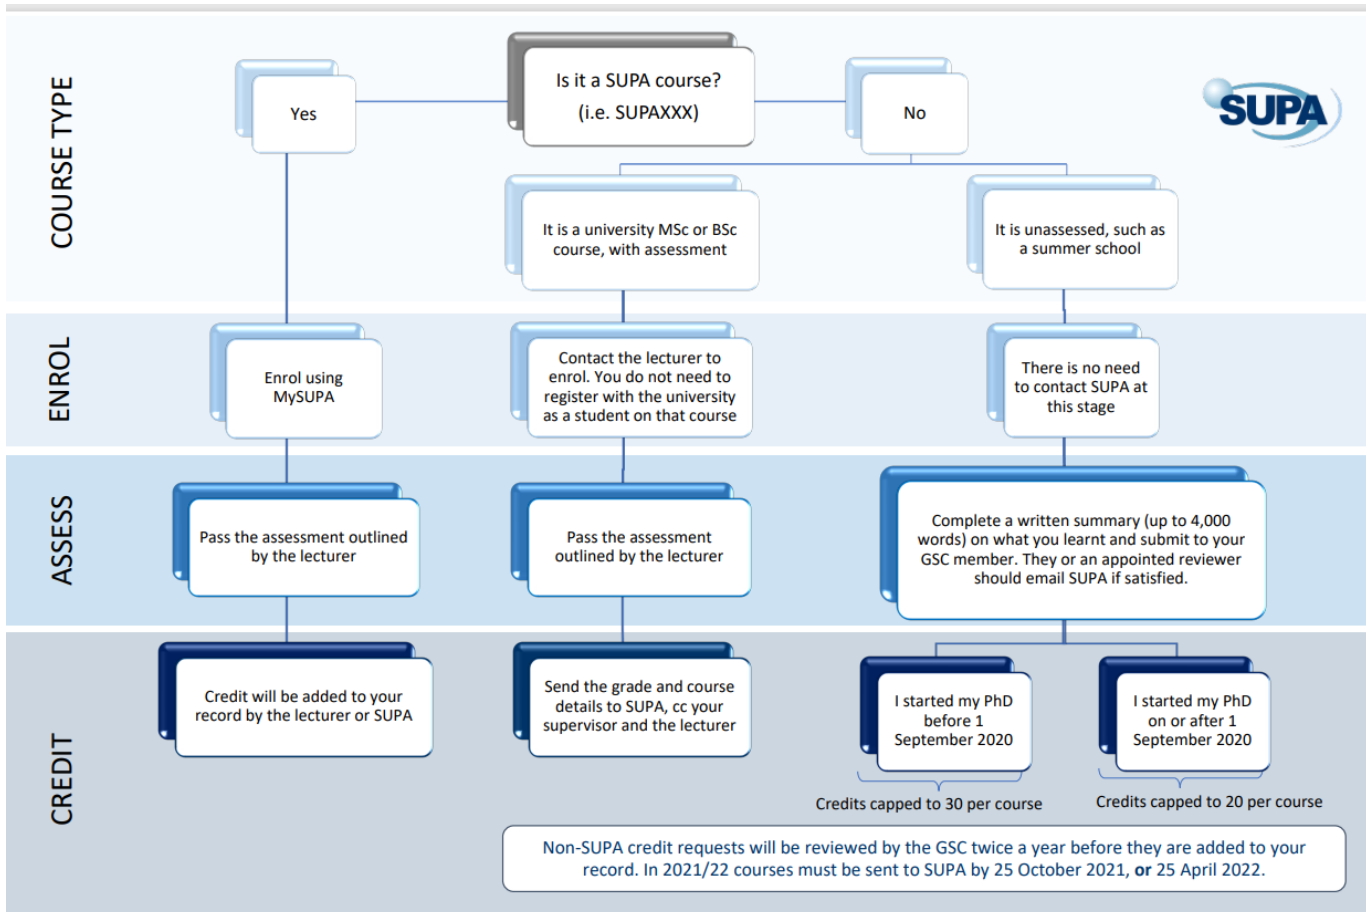 COURSE TYPE
Is it a SUPA course?
(i.e. SUPAXXX)
Yes
No
SUPA
It is a university MSc or BSc
course, with assessment
It is unassessed, such as
a summer school
ENROL
Enrol using
MySUPA
Contact the lecturer to
enrol. You do not need to
register with the university
as a student on that course
There is no need
to contact SUPA at
this stage
ASSESS
Pass the assessment outlined
by the lecturer
Pass the assessment
outlined by the lecturer
Complete a written summary (up to 4,000
words) on what you learnt and submit to your
GSC member. They or an appointed reviewer
should email SUPA if satisfied.
CREDIT
Credit will be added to your
record by the lecturer or SUPA
Send the grade and course
details to SUPA, cc your
supervisor and the lecturer
I started my PhD
before 1
September 2020
I started my PhD
on or after 1
September 2020
Credits capped to 30 per course
Credits capped to 20 per course
Non-SUPA credit requests will be reviewed by the GSC twice a year before they are added to your
record. In 2021/22 courses must be sent to SUPA by 25 October 2021, or 25 April 2022.